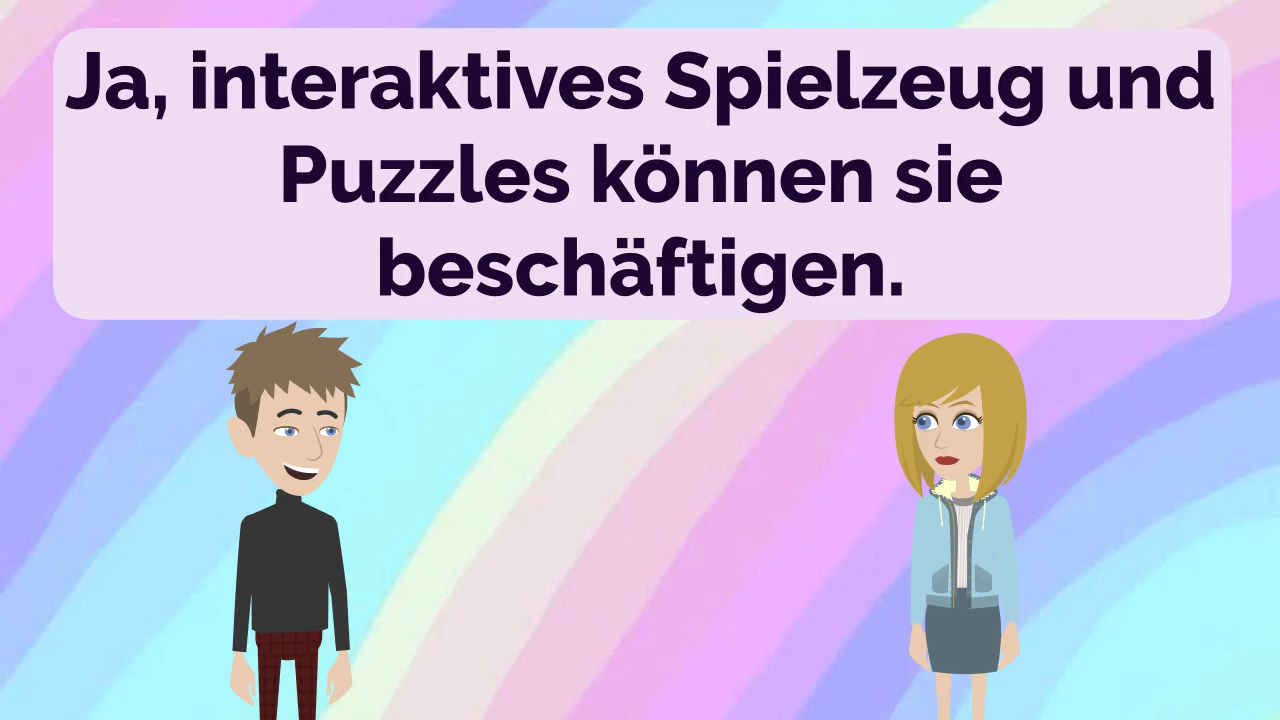 Ja, interaktives Spielzeug und
Puzzles können sie
beschäftigen.